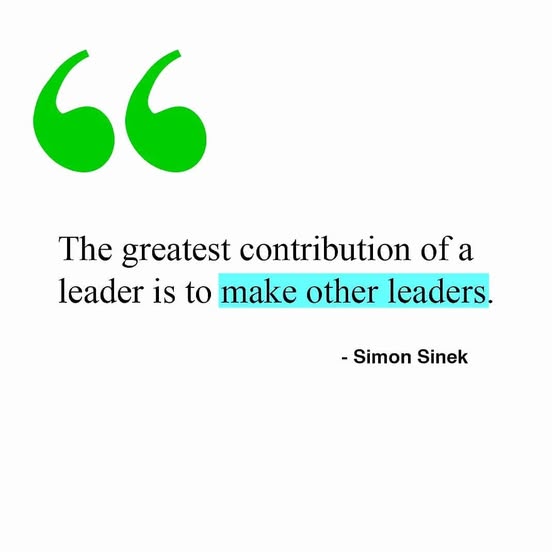 “
The greatest contribution of a
leader is to make other leaders.
- Simon Sinek